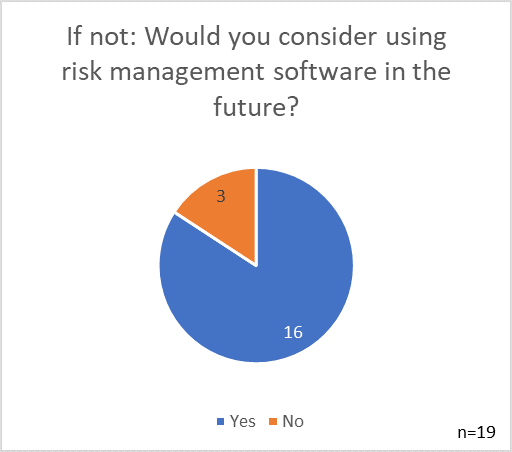 If not: Would you consider using
risk management software in the
future?
3
16
Yes No
n=19